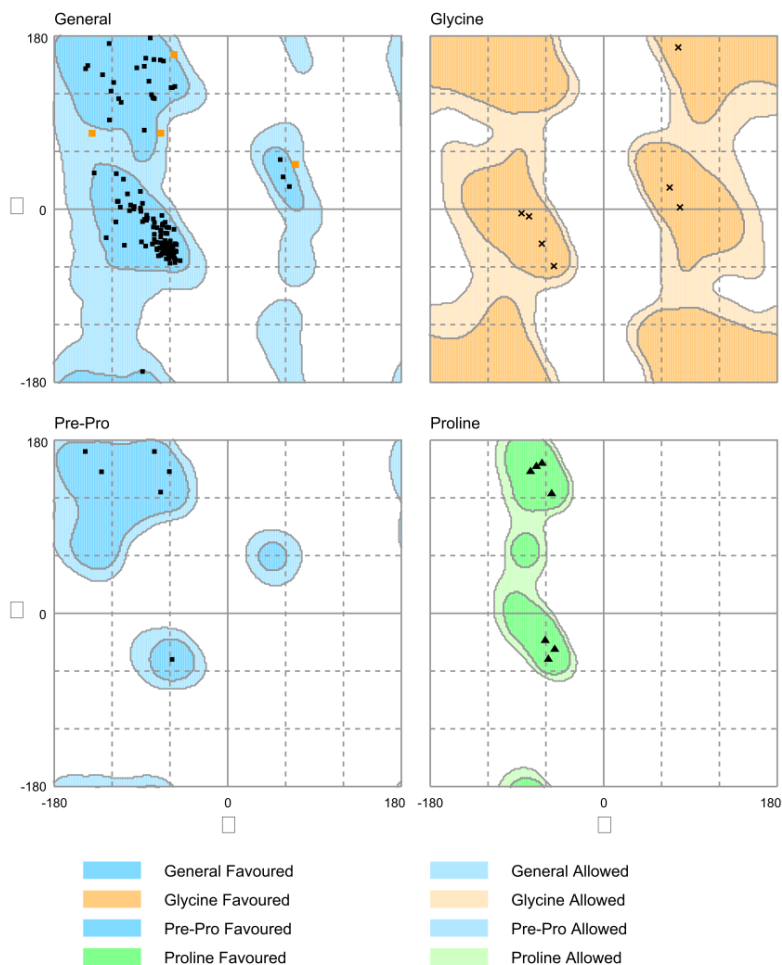 General
Glycine
180
0
-180
Pre-Pro
Proline
180
0
-180
-180
0
180
-180
0
180
General Favoured
General Allowed
Glycine Favoured
Glycine Allowed
Pre-Pro Favoured
Pre-Pro Allowed
Proline Favoured
Proline Allowed